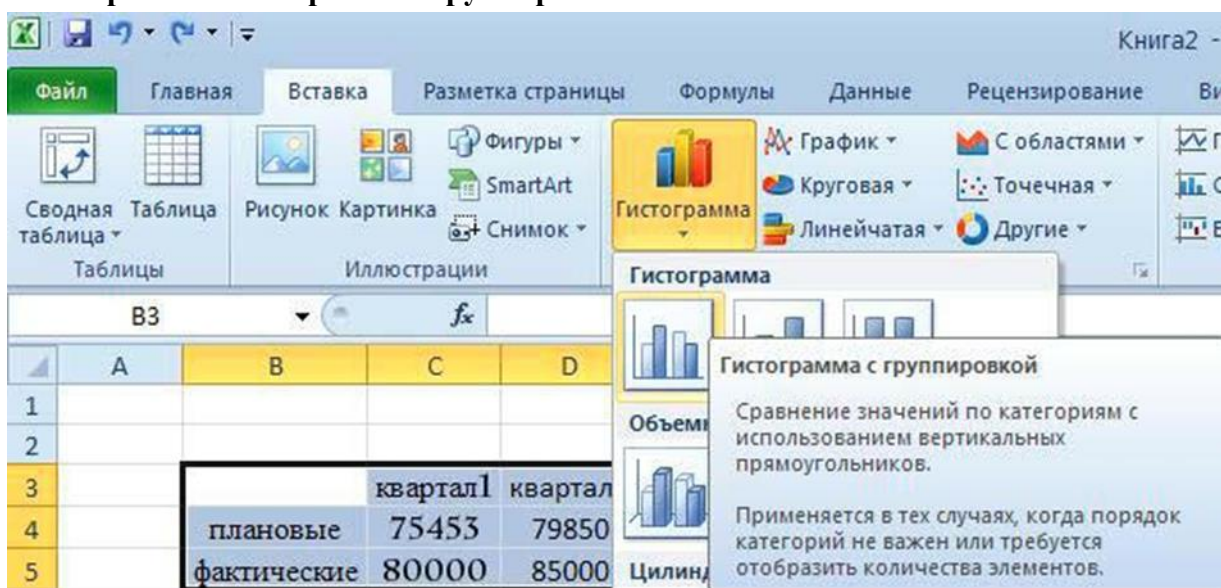 Книга2 -
Файл Главная Вставка Разметка страницы Формулы Данные Рецензирование
Сводная таблица
Таблица
Рисунок
Картинка
Фигуры
SmartArt
Снимок
Гистограмма
График
Круговая
Линейчатая
С областями
Точечная
Другие
Таблицы
Иллюстрации
B3
fx
Гистограмма
Гистограмма с группировкой
Сравнение значений по категориям с
использованием вертикальных
прямоугольников.
Применяется в тех случаях, когда порядок
категорий не важен или требуется
отобразить количества элементов.
A B C D
1
2
3 квартал1 квартал
4 плановые 75453 79850
5 фактические 80000 85000